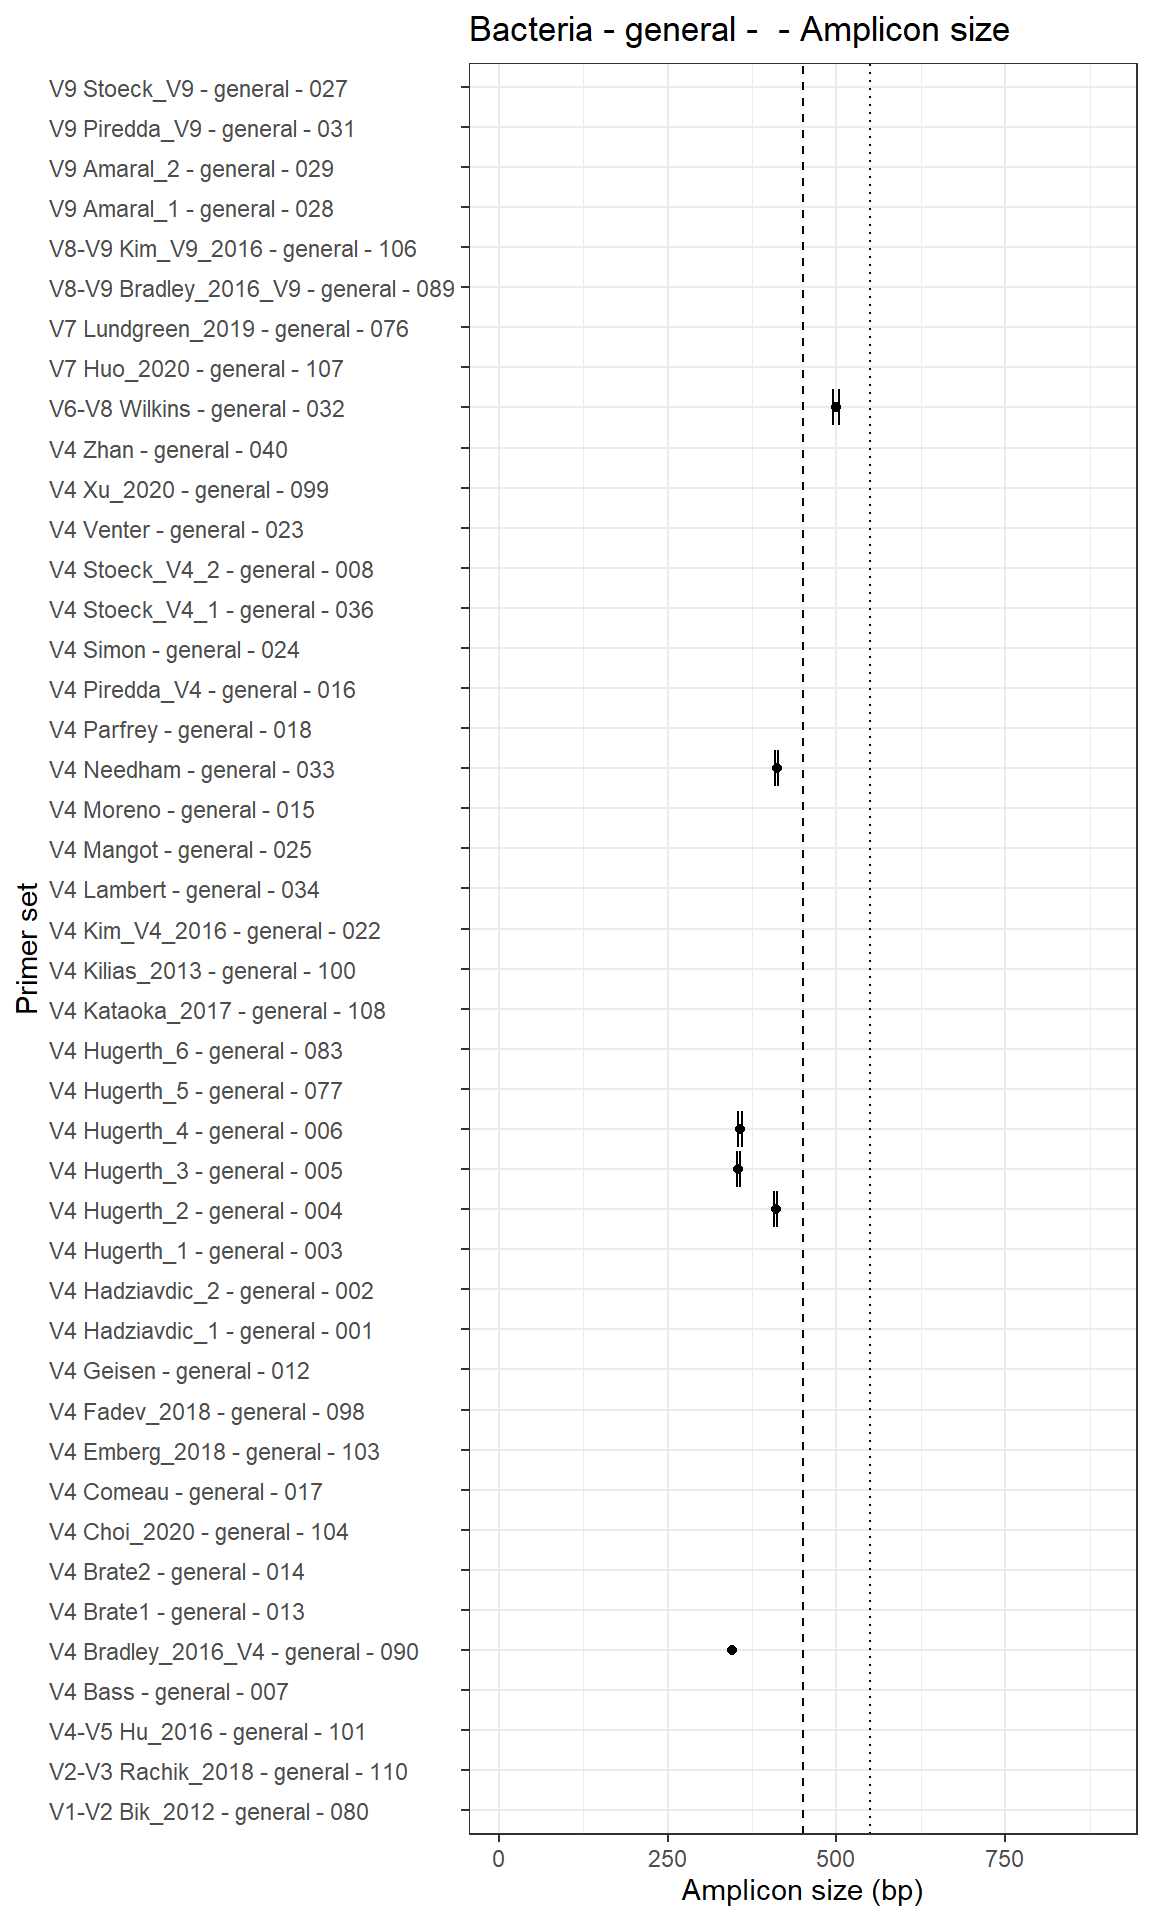 Bacteria - general -  - Amplicon size
V9 Stoeck_V9 - general - 027
V9 Piredda_V9 - general - 031
V9 Amaral_2 - general - 029
V9 Amaral_1 - general - 028
V8-V9 Kim_V9_2016 - general - 106
V8-V9 Bradley_2016_V9 - general - 089
V7 Lundgreen_2019 - general - 076
V7 Huo_2020 - general - 107
V6-V8 Wilkins - general - 032
V4 Zhan - general - 040
V4 Xu_2020 - general - 099
V4 Venter - general - 023
V4 Stoeck_V4_2 - general - 008
V4 Stoeck_V4_1 - general - 036
V4 Simon - general - 024
V4 Piredda_V4 - general - 016
V4 Parfrey - general - 018
V4 Needham - general - 033
V4 Moreno - general - 015
V4 Mangot - general - 025
V4 Lambert - general - 034
V4 Kim_V4_2016 - general - 022
V4 Kilias_2013 - general - 100
V4 Kataoka_2017 - general - 108
V4 Hugerth_6 - general - 083
V4 Hugerth_5 - general - 077
V4 Hugerth_4 - general - 006
V4 Hugerth_3 - general - 005
V4 Hugerth_2 - general - 004
V4 Hugerth_1 - general - 003
V4 Hadziavdic_2 - general - 002
V4 Hadziavdic_1 - general - 001
V4 Geisen - general - 012
V4 Fadev_2018 - general - 098
V4 Emberg_2018 - general - 103
V4 Comeau - general - 017
V4 Choi_2020 - general - 104
V4 Brate2 - general - 014
V4 Brate1 - general - 013
V4 Bradley_2016_V4 - general - 090
V4 Bass - general - 007
V4-V5 Hu_2016 - general - 101
V2-V3 Rachik_2018 - general - 110
V1-V2 Bik_2012 - general - 080
Primer set
0 250 500 750
Amplicon size (bp)